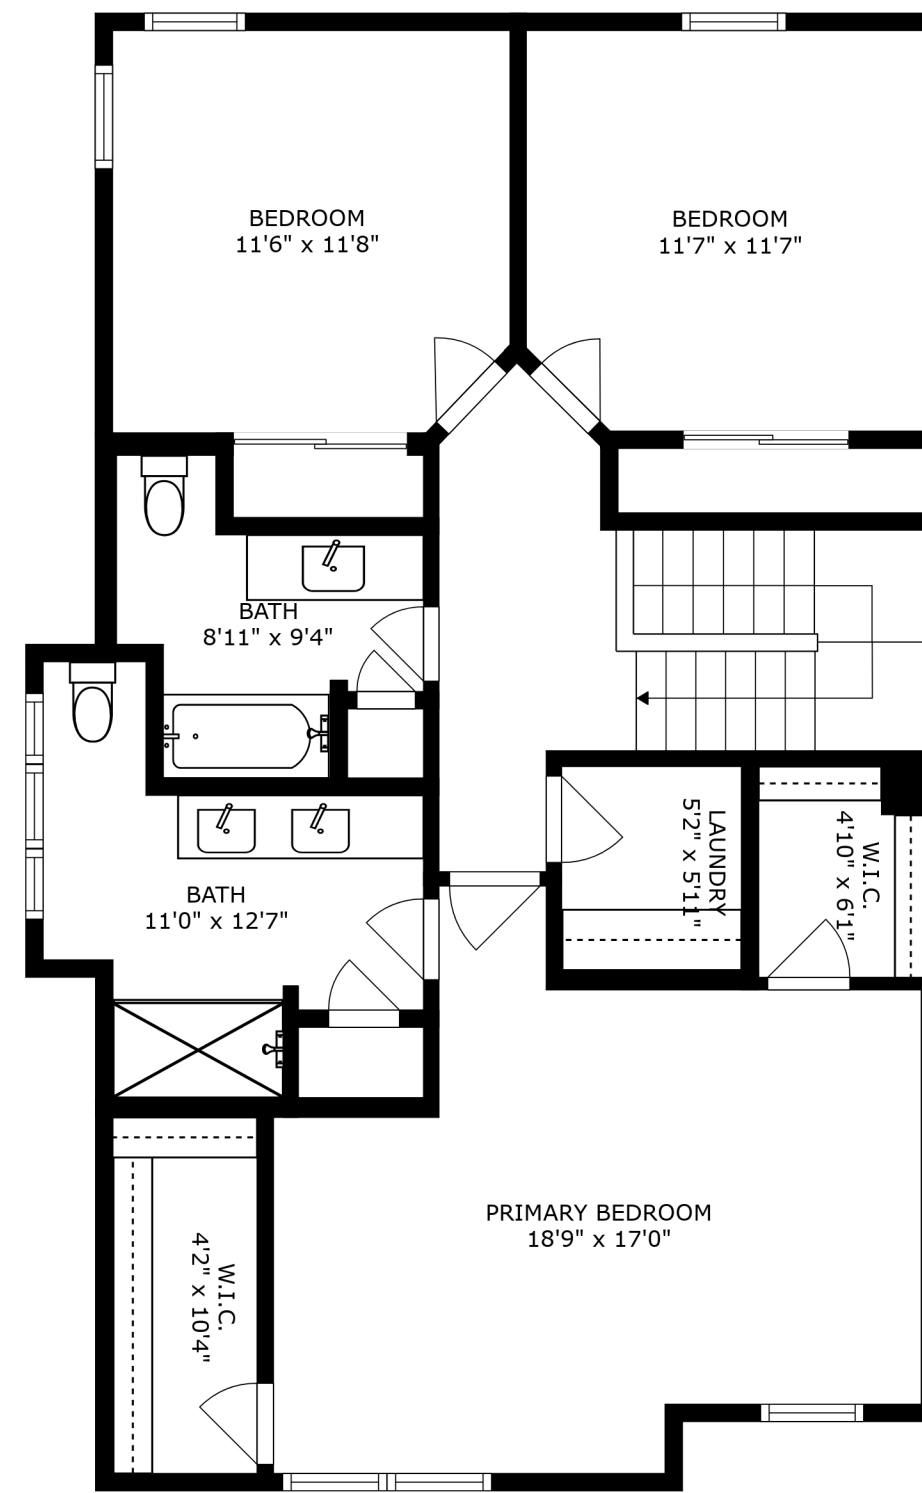 BEDROOM
11'6" x 11'8"
BEDROOM
11'7" x 11'7"
BATH
8'11" x 9'4"
LAUNDRY
5'2" x 5'11"
W.I.C.
4'10" x 6'1"
BATH
11'0" x 12'7"
PRIMARY BEDROOM
18'9" x 17'0"
W.I.C.
4'2" x 10'4"